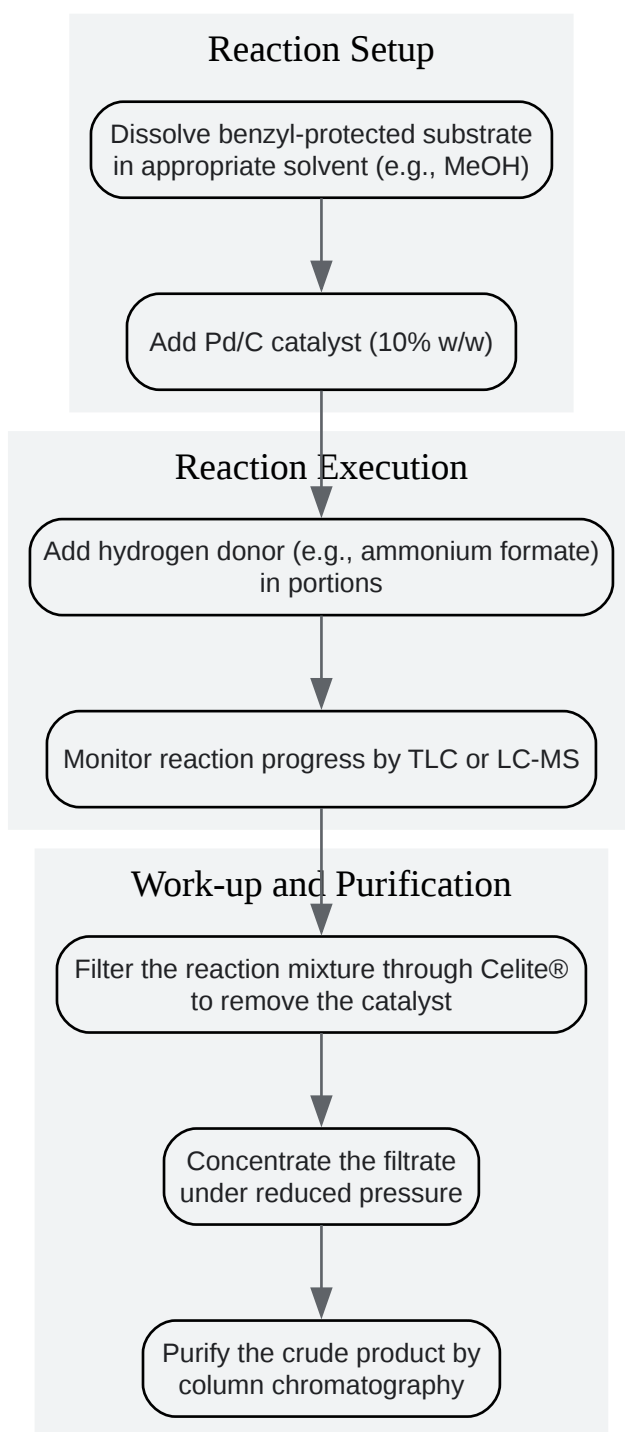 Reaction Setup
Dissolve benzyl-protected substrate
in appropriate solvent (e.g., MeOH)
Add Pd/C catalyst (10% w/w)
Reaction Execution
Add hydrogen donor (e.g., ammonium formate)
in portions
Monitor reaction progress by TLC or LC-MS
Work-up and Purification
Filter the reaction mixture through Celite®
to remove the catalyst
Concentrate the filtrate
under reduced pressure
Purify the crude product by
column chromatography